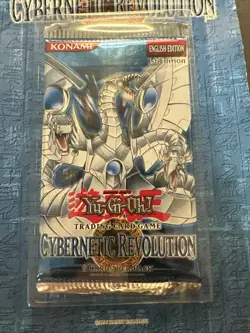 CYBERNETIC REVOLUTION
KONAMI
ENGLISH EDITION
1st Edition
Yu-Gi-Oh!
TRADING CARD GAME
CYBERNETIC REVOLUTION